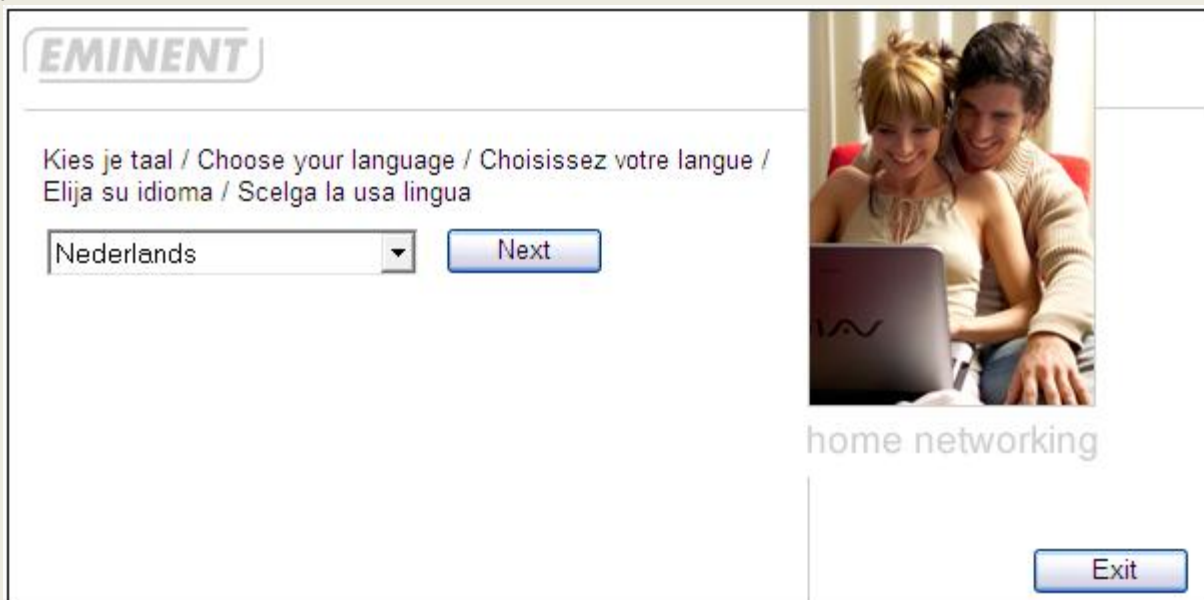 EMINENT
Kies je taal / Choose your language / Choisissez votre langue /
Elija su idioma / Scelga la usa lingua
Nederlands
Next
VAIO
home networking
Exit